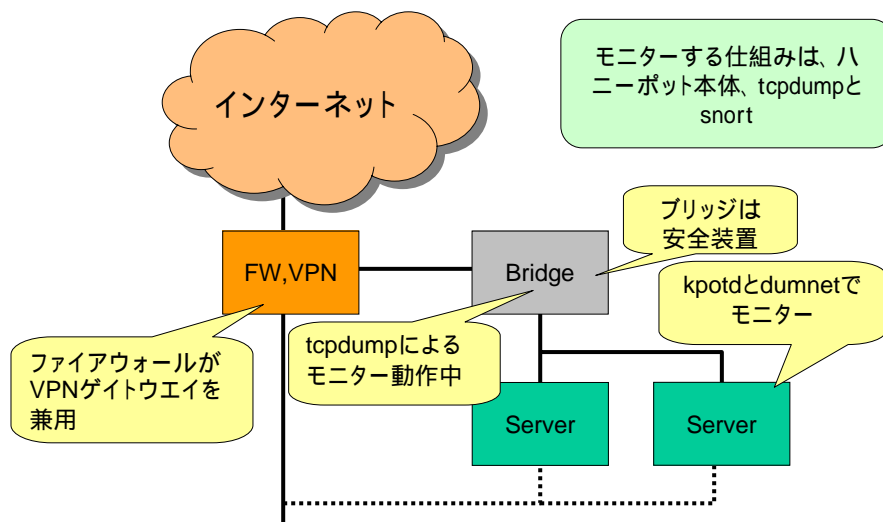 インターネット
モニターする仕組みは、ハ
ニーポット本体、tcpdumpと
snort
ブリッジは
安全装置
FW,VPN
Bridge
kpotdとdumnetで
モニター
ファイアウォールが
VPNゲイトウエイを
兼用
tcpdumpによる
モニター動作中
Server
Server